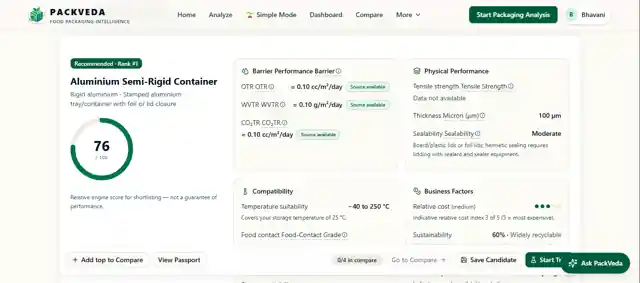 PACKVEDA
FOOD PACKAGING INTELLIGENCE
Home Analyze Simple Mode Dashboard Compare More
Start Packaging Analysis
B Bhavani
Recommended · Rank #1
Aluminium Semi-Rigid Container
Rigid aluminium · Stamped aluminium
tray/container with foil or lid closure
76
/ 100
Relative engine score for shortlisting — not a guarantee of
performance.
Barrier Performance Barrier
OTR OTR = 0.10 cc/m²/day Source available
WVTR WVTR = 0.10 g/m²/day Source available
CO₂TR CO₂TR
= 0.10 cc/m²/day Source available
Physical Performance
Tensile strength Tensile Strength
Data not available
Thickness Micron (µm) 100 µm
Sealability Sealability Moderate
Board/plastic lids or foil lids; hermetic sealing requires
lidding with sealant and sealer equipment.
Compatibility
Temperature suitability −40 to 250 °C
Covers your storage temperature of 25 °C.
Food contact Food-Contact Grade
Business Factors
Relative cost (medium)
Indicative relative cost index 3 of 5 (5 = most expensive).
Sustainability 60% · Widely recyclable
+ Add top to Compare
View Passport
0/4 in compare
Go to Compare →
Save Candidate
Start Tr
Ask PackVeda